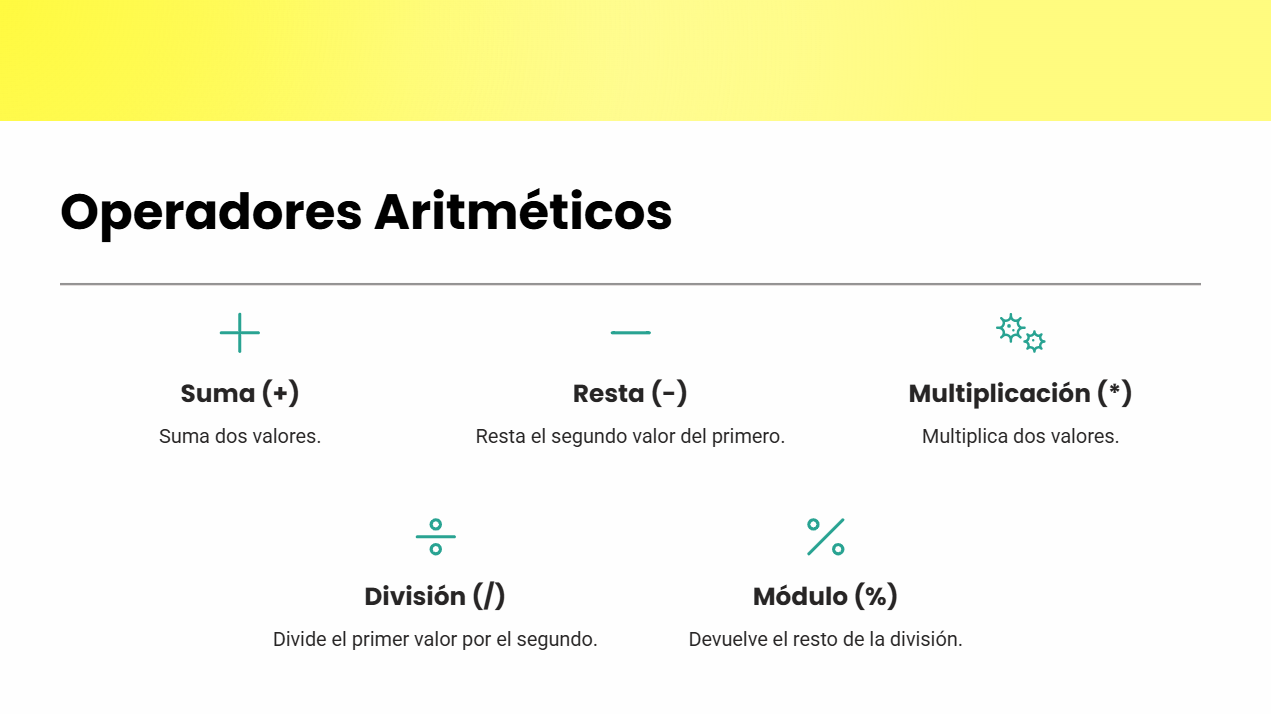 Operadores Aritméticos
Suma (+)
Suma dos valores.
Resta (-)
Resta el segundo valor del primero.
Multiplicación (*)
Multiplica dos valores.
División (/)
Divide el primer valor por el segundo.
Módulo (%)
Devuelve el resto de la división.